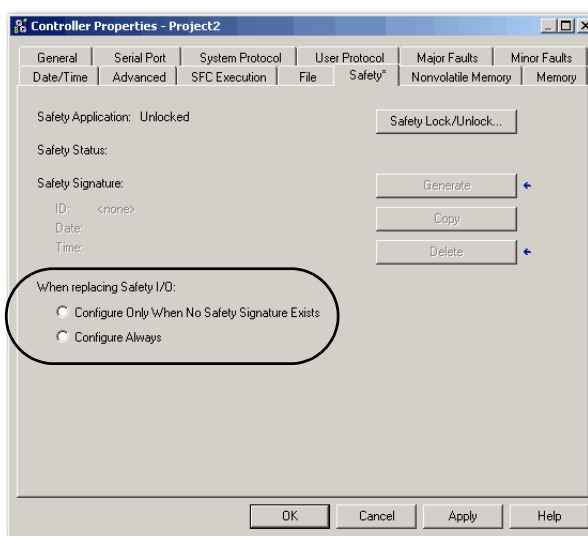 Controller Properties - Project2
General Serial Port System Protocol User Protocol Major Faults Minor Faults
Date/Time Advanced SFC Execution File Safety* Nonvolatile Memory Memory
Safety Application: Unlocked
Safety Lock/Unlock...
Safety Status:
Safety Signature:
Generate
ID: <none>
Copy
Date:
Time:
Delete
When replacing Safety I/O:
Configure Only When No Safety Signature Exists
Configure Always
OK Cancel Apply Help